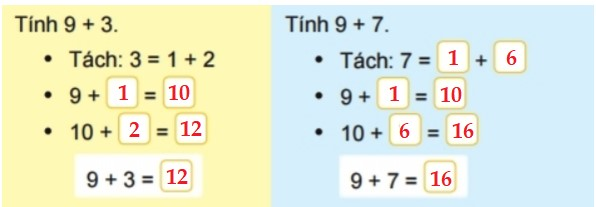 Tính 9 + 3.
• Tách: 3 = 1 + 2
• 9 + 1 = 10
• 10 + 2 = 12
9 + 3 = 12
Tính 9 + 7.
• Tách: 7 = 1 + 6
• 9 + 1 = 10
• 10 + 6 = 16
9 + 7 = 16